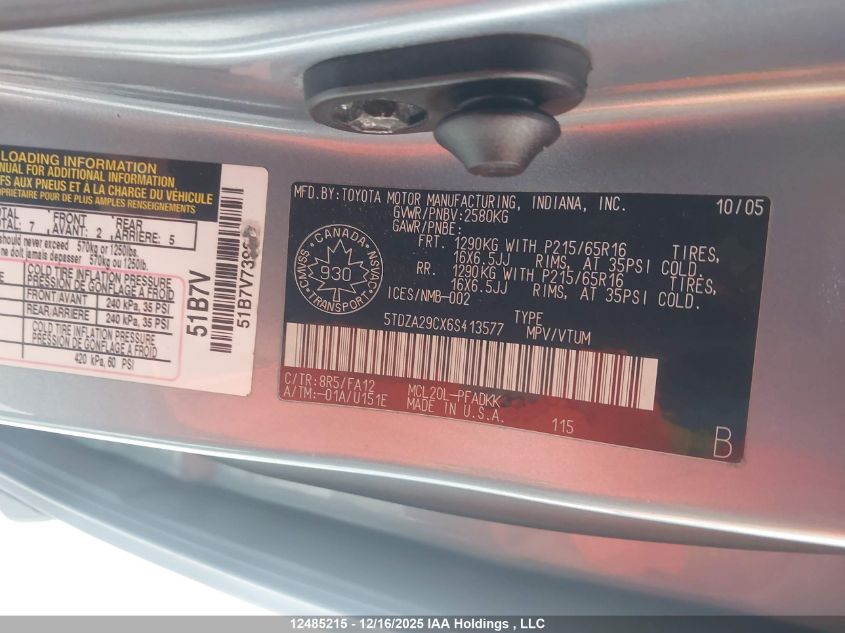 LOADING INFORMATION
NUAL FOR ADDITIONAL INFORMATION
FS AUX PNEUS ET À LA CHARGE DU VÉHICULE
OPRIÉTAIRE POUR DE PLUS AMPLES RENSEIGNEMENTS
TOTAL 7 FRONT 2 REAR 5
TAL: AVANT: ARRIÈRE:
should never exceed 570kg or 1250lbs.
ne doit jamais depasser 570kg ou 1250lb.
COLD TIRE INFLATION PRESSURE
PRESSION DE GONFLAGE À FROID
FRONT AVANT 240 kPa, 35 PSI
REAR ARRIÈRE 240 kPa, 35 PSI
COLD TIRE INFLATION PRESSURE
PRESSION DE GONFLAGE À FROID
420 kPa, 60 PSI
51B7V
51B7V739
MFD.BY:TOYOTA MOTOR MANUFACTURING, INDIANA, INC. 10/05
GVWR/PNBV:2580KG
GAWR/PNBE:
FRT. 1290KG WITH P215/65R16 TIRES,
16X6.5JJ RIMS, AT 35PSI COLD.
RR. 1290KG WITH P215/65R16 TIRES,
16X6.5JJ RIMS, AT 35PSI COLD.
CANADA
CMVSS 930 NSVAC
TRANSPORT
ICES/NMB-002
5TDZA29CX6S413577 TYPE
MPV/VTUM
C/TR:8R5/FA12 MCL20L-PFADKK
A/TM:-01A/U151E MADE IN U.S.A.
115
B
12485215 - 12/16/2025 IAA Holdings , LLC